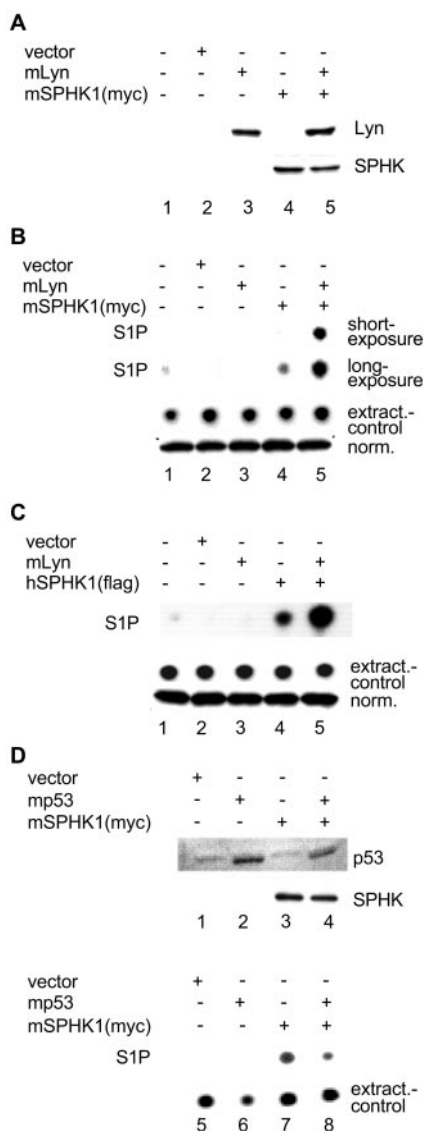 A
vector - + - - -
mLyn - - + - +
mSPHK1(myc) - - - + +
Lyn
SPHK
1 2 3 4 5
B
vector - + - - -
mLyn - - + - +
mSPHK1(myc) - - - + +
S1P short-exposure
S1P long-exposure
extract.-control
norm.
1 2 3 4 5
C
vector - + - - -
mLyn - - + - +
hSPHK1(flag) - - - + +
S1P
extract.-control
norm.
1 2 3 4 5
D
vector + - - -
mp53 - + - +
mSPHK1(myc) - - + +
p53
SPHK
1 2 3 4
vector + - - -
mp53 - + - +
mSPHK1(myc) - - + +
S1P
extract.-control
5 6 7 8